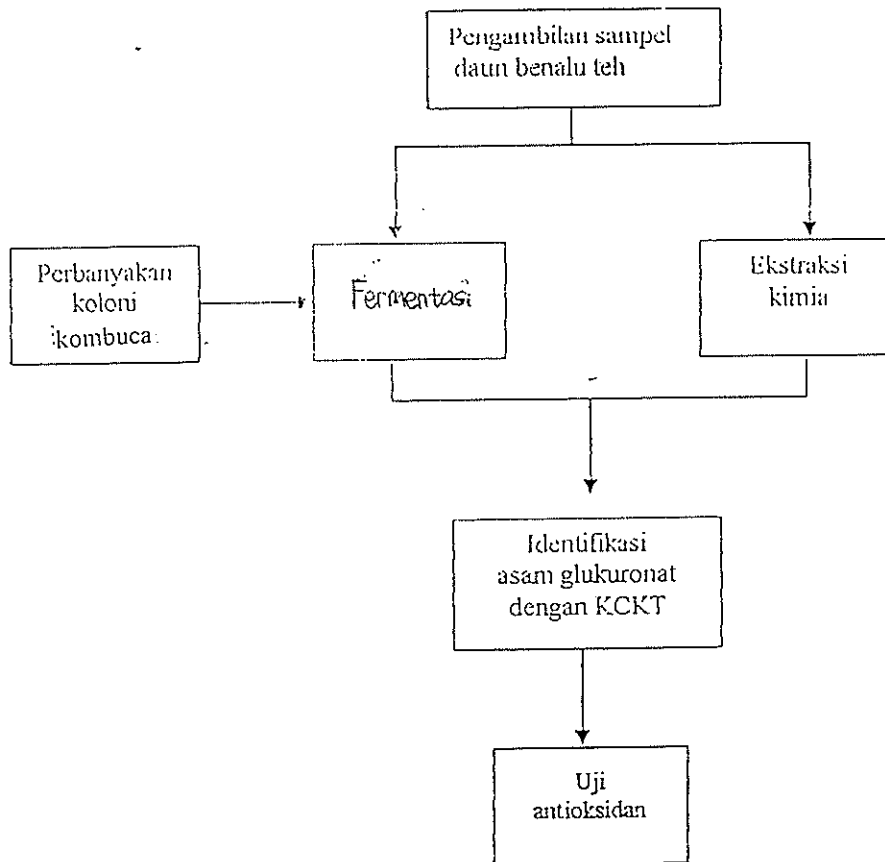 Pengambilan sampel
daun benalu teh
Perbanyakan
koloni
kombuca
Fermentasi
Ekstraksi
kimia
Identifikasi
asam glukuronat
dengan KCKT
Uji
antioksidan